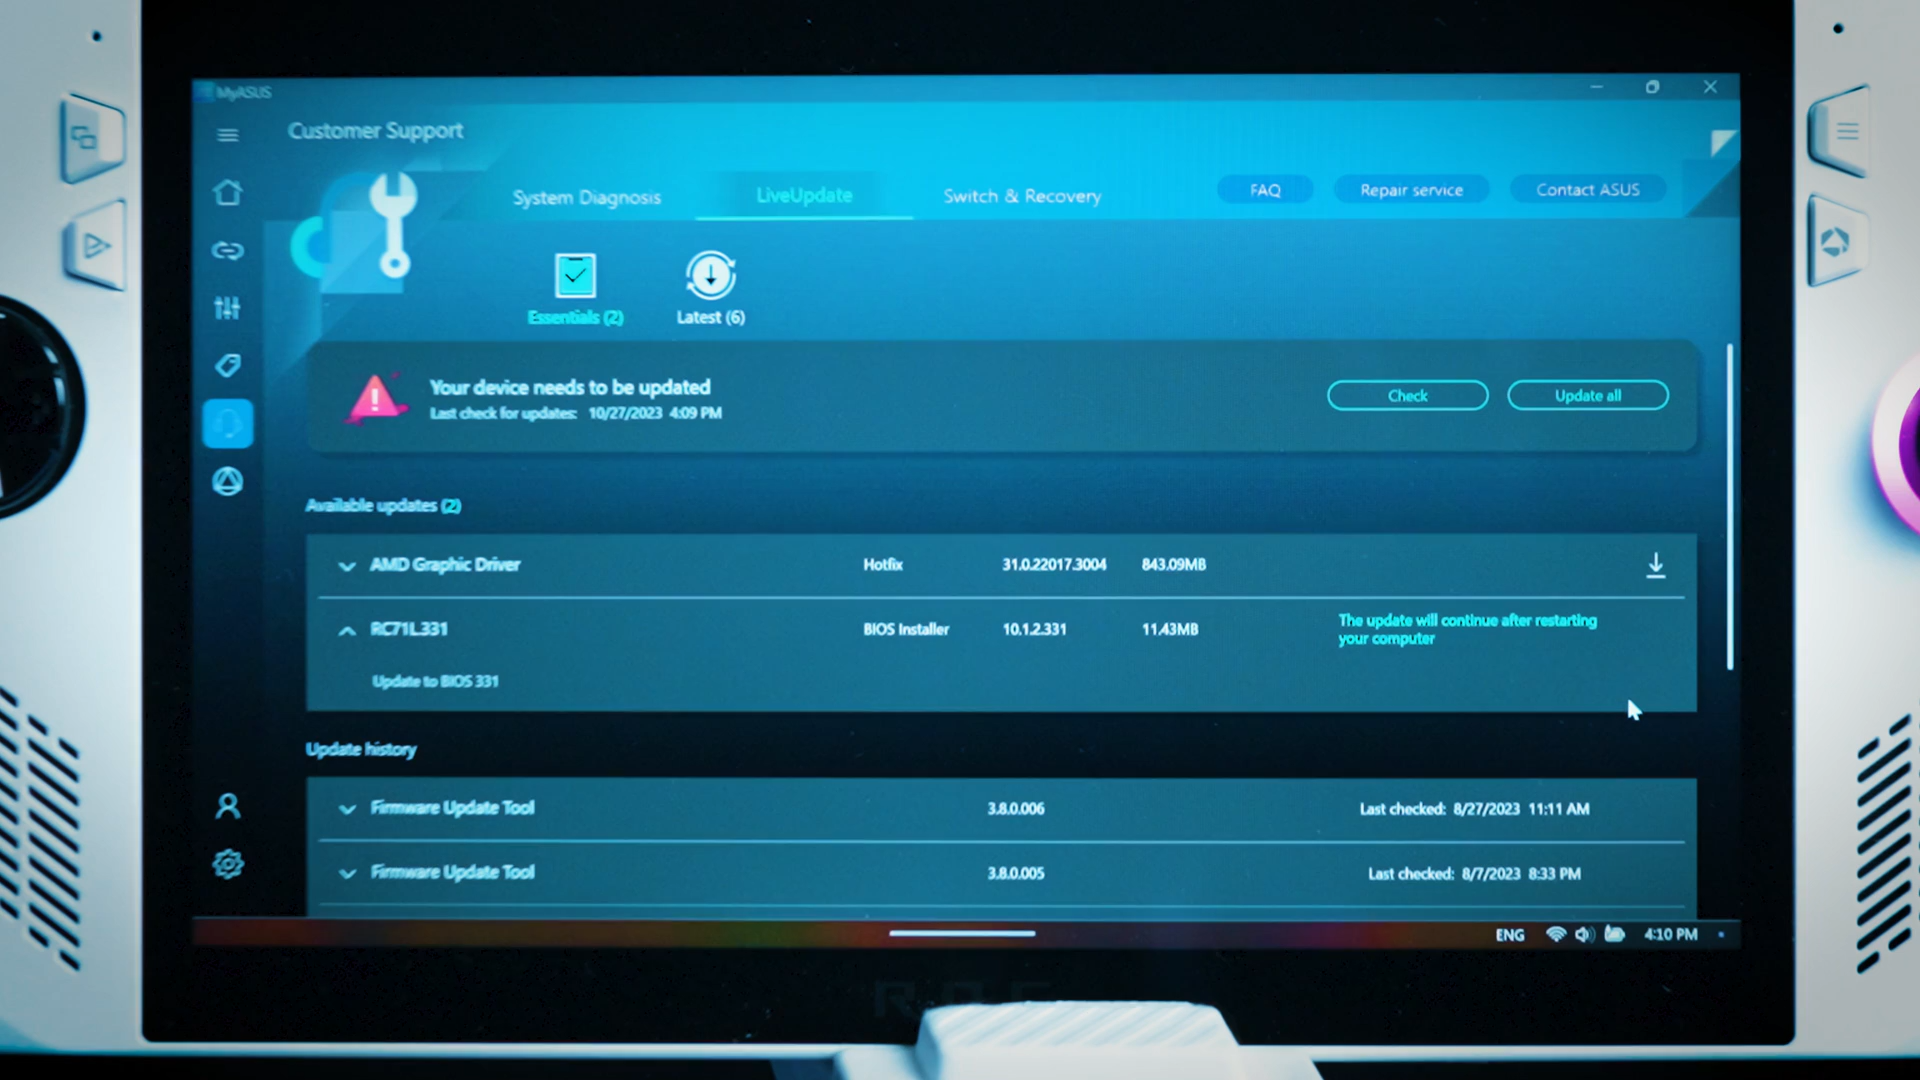 MyASUS
Customer Support
System Diagnosis
LiveUpdate
Switch & Recovery
FAQ
Repair service
Contact ASUS
Essentials (2)
Latest (6)
Your device needs to be updated
Last check for updates: 10/27/2023 4:09 PM
Check
Update all
Available updates (2)
AMD Graphic Driver Hotfix 31.0.22017.3004 843.09MB
RC71L.331 BIOS Installer 10.1.2.331 11.43MB
The update will continue after restarting
your computer
Update to BIOS 331
Update history
Firmware Update Tool 3.8.0.006 Last checked: 8/27/2023 11:11 AM
Firmware Update Tool 3.8.0.005 Last checked: 8/7/2023 8:33 PM
ENG 4:10 PM